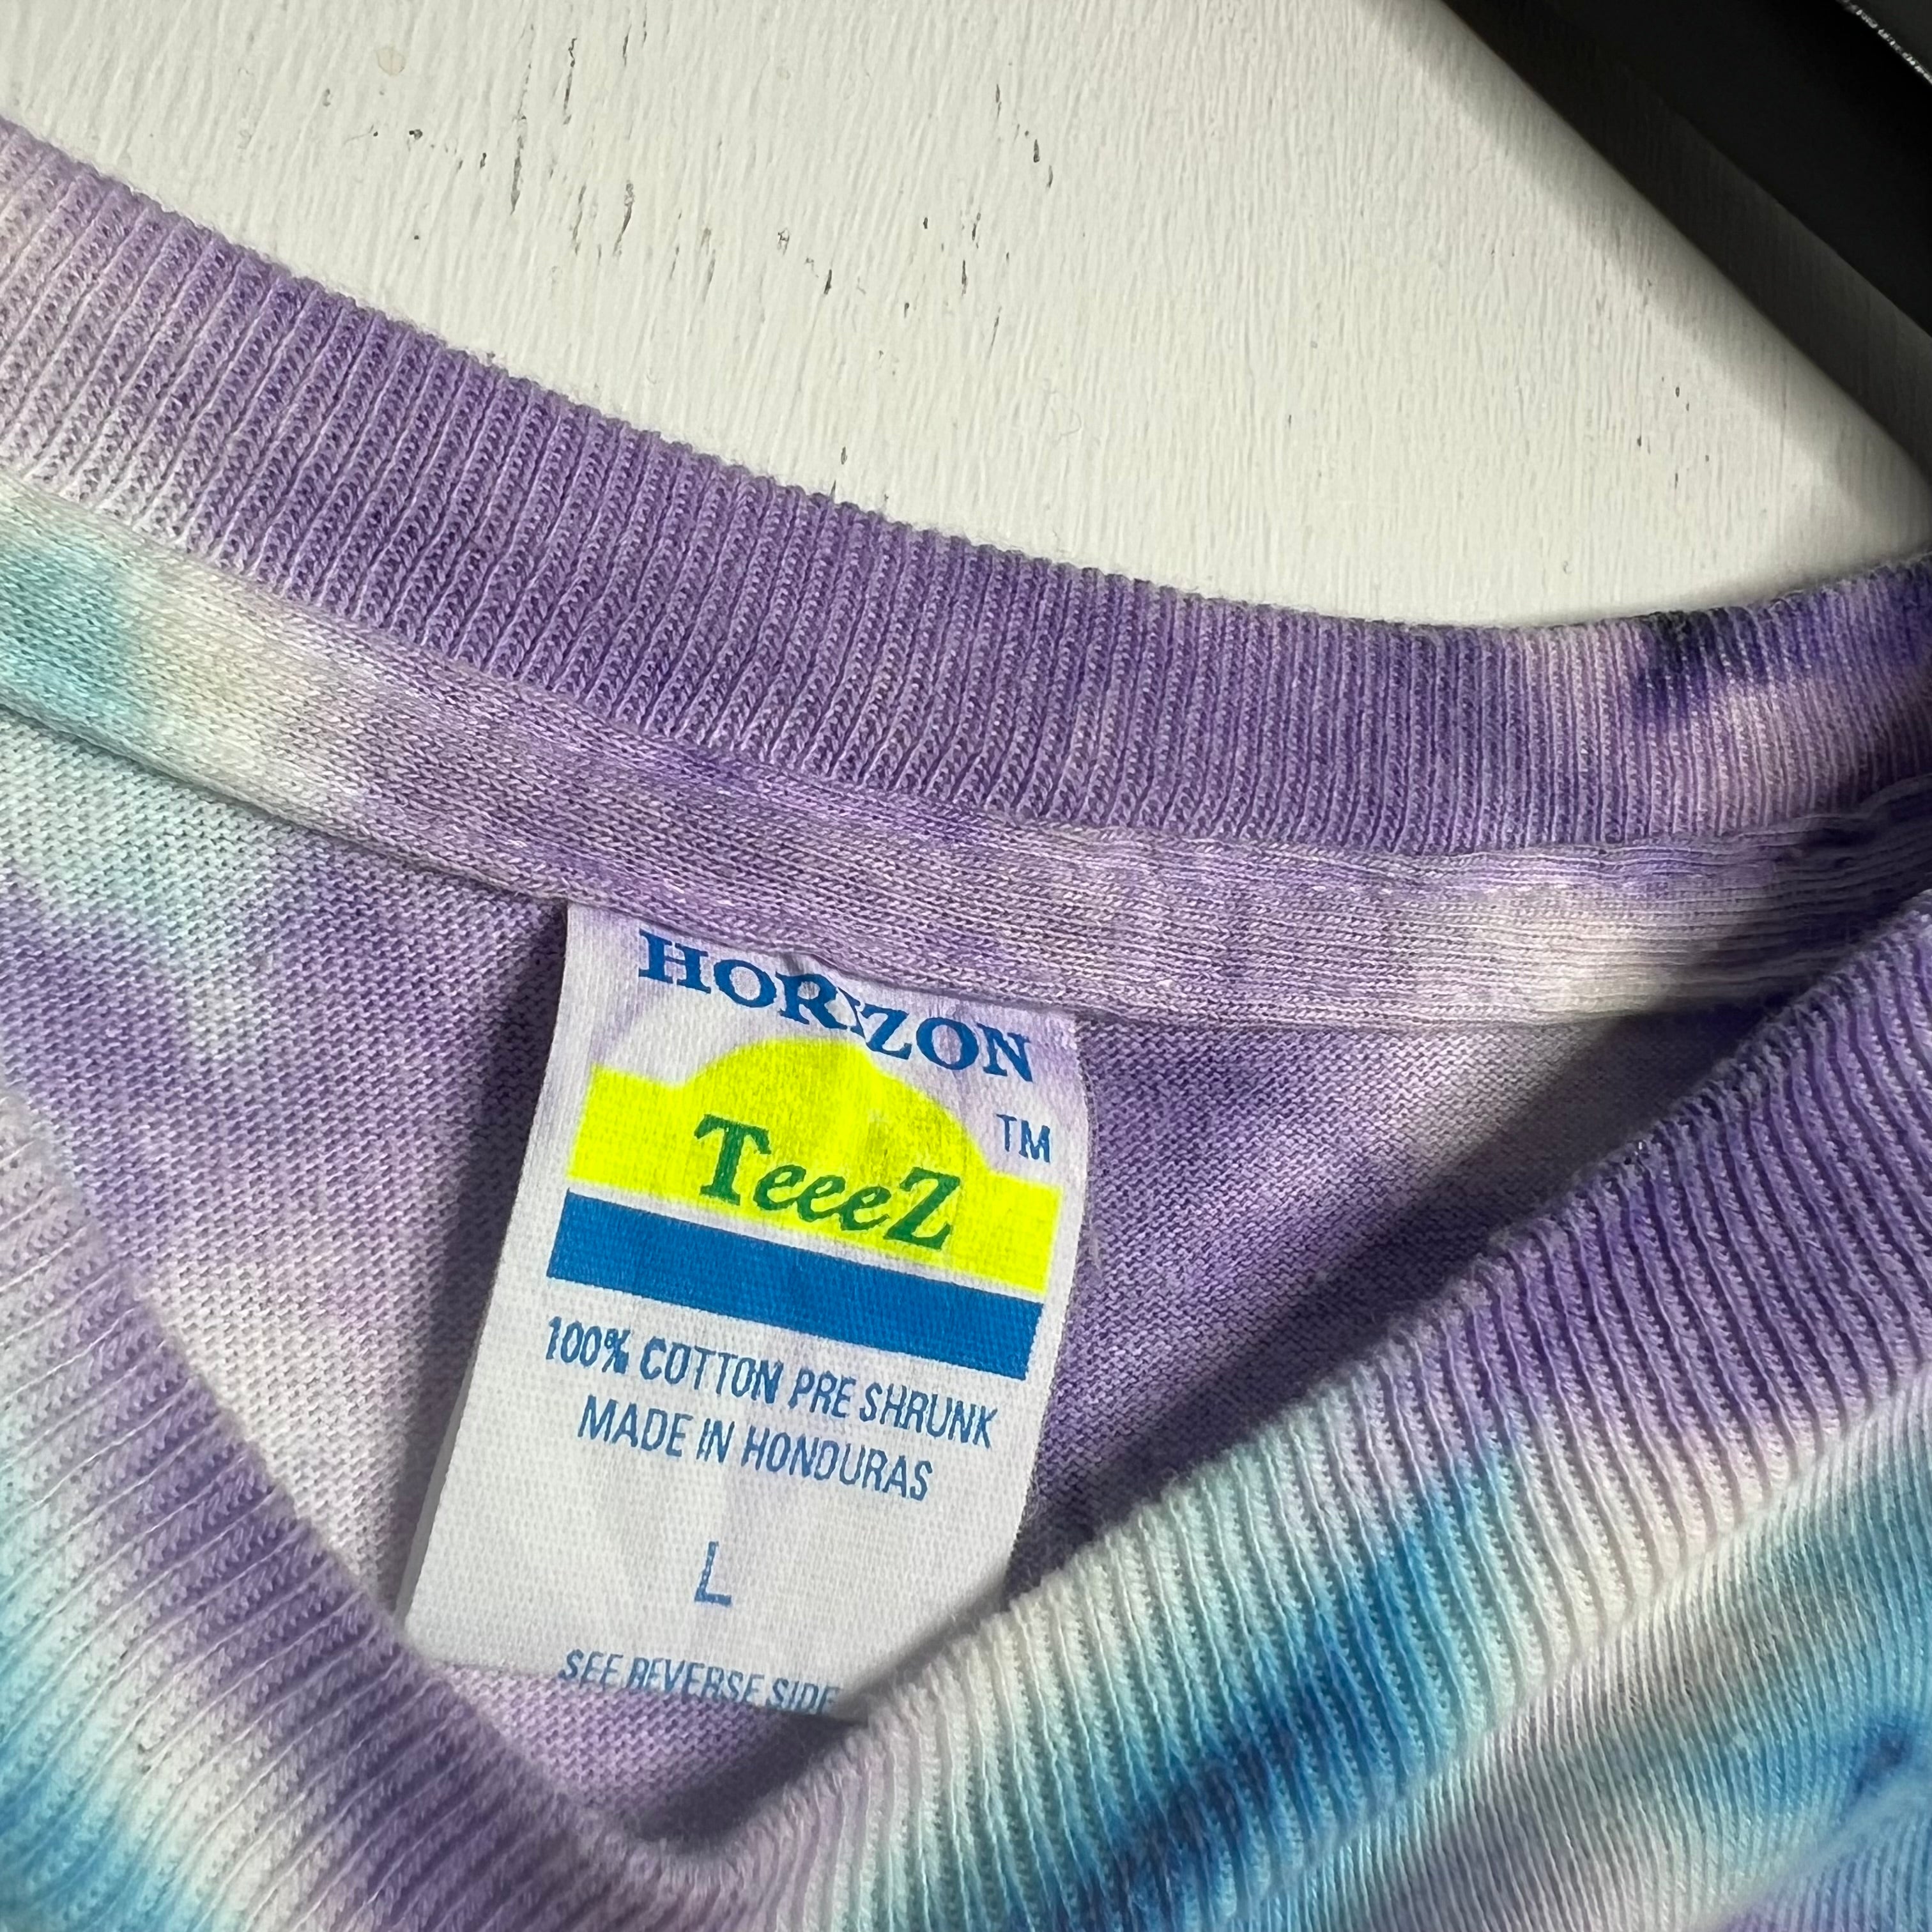 HORIZON
TM
TeeeZ
100% COTTON PRE SHRUNK
MADE IN HONDURAS
L
SEE REVERSE SIDE